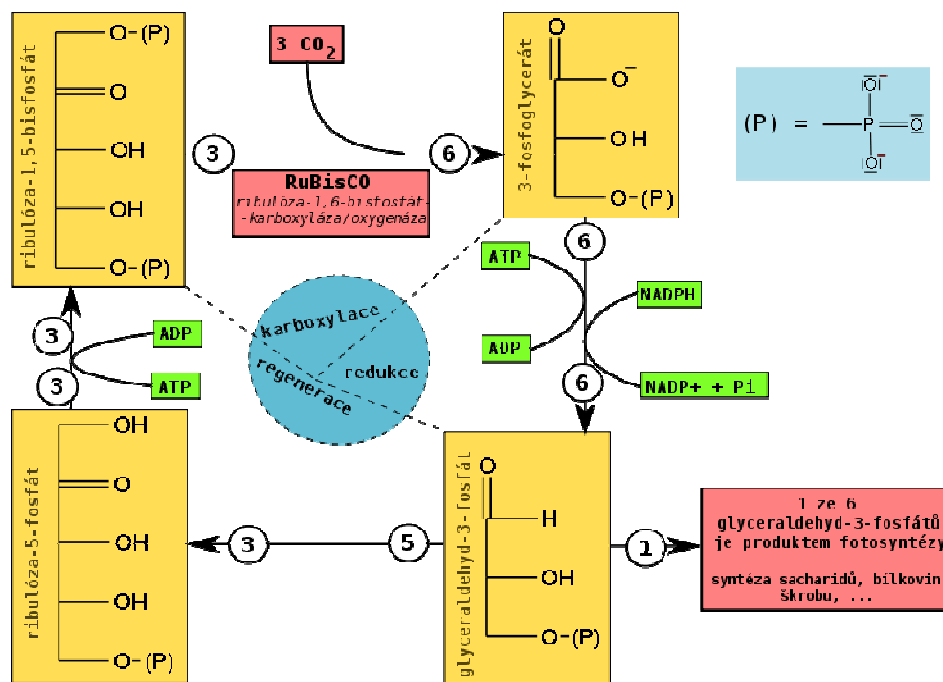 ribulóza-1,5-bisfosfát
O-(P)
O
OH
OH
O-(P)
3 CO2
3
6
RuBisCO
ribulóza-1,6-bistosfát-
-karboxyláza/oxygenáza
3-fosfoglycerát
O
O−
OH
O-(P)
(P) =
|O|−
P
O
|O|−
6
ATP
ADP
NADPH
NADP+ + Pi
6
karboxylace
redukce
regenerace
3
ADP
ATP
3
ribulóza-5-fosfát
OH
O
OH
OH
O-(P)
3
5
glyceraldehyd-3-fosfát
O
H
OH
O-(P)
1
1 ze 6
glyceraldehyd-3-fosfátů
je produktem fotosyntézy
syntéza sacharidů, bílkovin
škrobu, ...